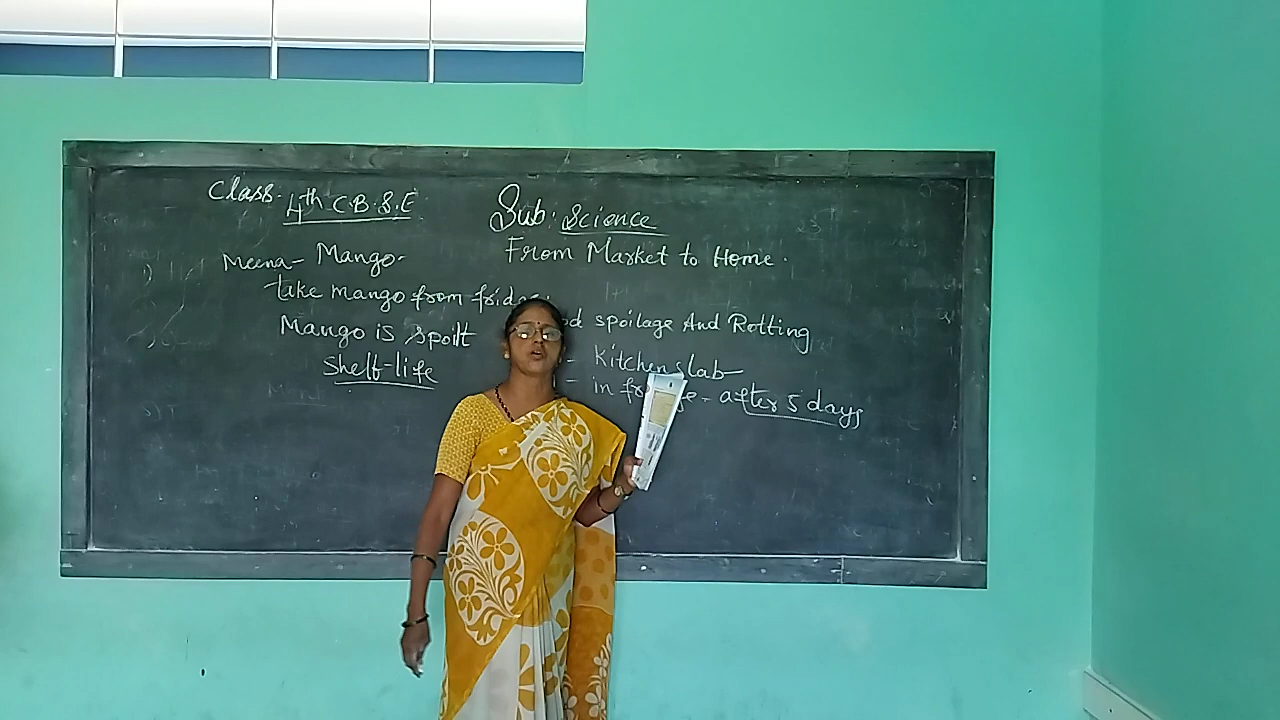 Class: 4th C.B.S.E
Sub: Science
From Market to Home.
Meena- Mango.
take mango from
Mango is spoilt
Shelf-life
spoilage And Rotting
- Kitchen slab
- in - after 5 days